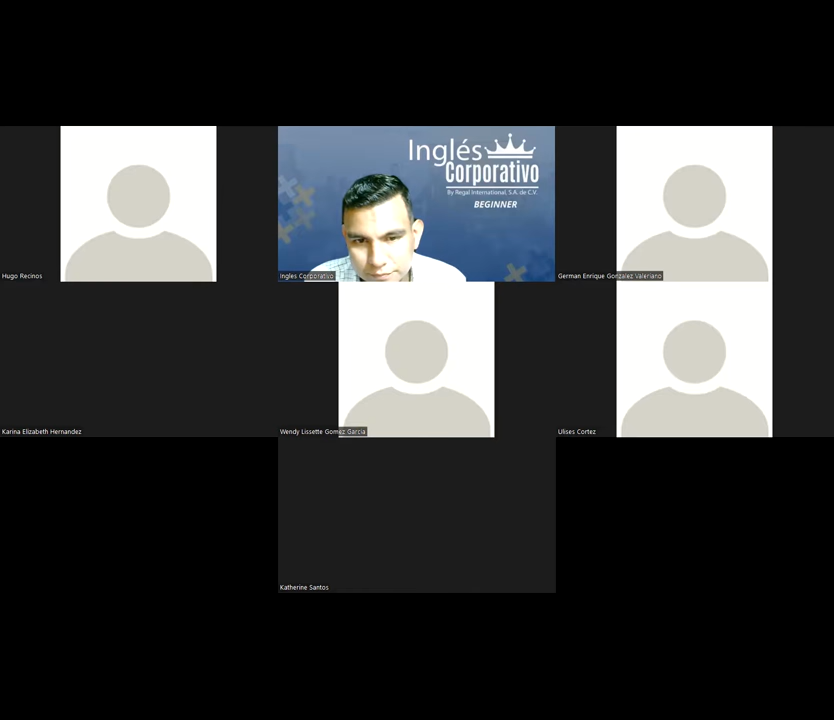 Inglés
Corporativo
By Regal International, S.A. de C.V.
BEGINNER
Hugo Recinos
Ingles Corporativo
German Enrique Gonzalez Valeriano
Karina Elizabeth Hernandez
Wendy Lissette Gomez Garcia
Ulises Cortez
Katherine Santos